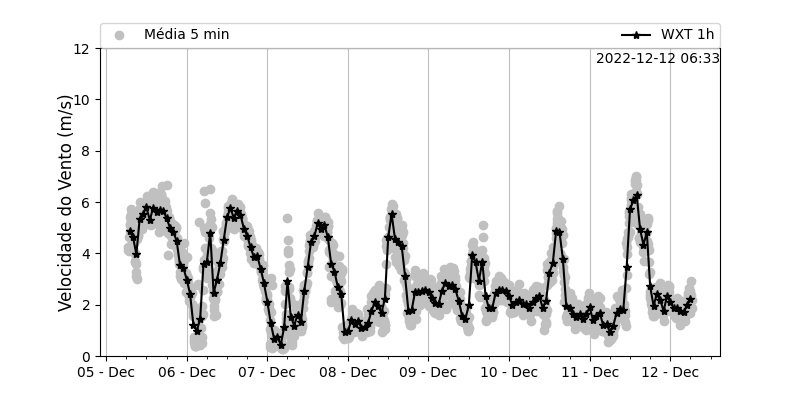 Média 5 min
WXT 1h
2022-12-12 06:33
Velocidade do Vento (m/s)
12
10
8
6
4
2
0
05 - Dec
06 - Dec
07 - Dec
08 - Dec
09 - Dec
10 - Dec
11 - Dec
12 - Dec